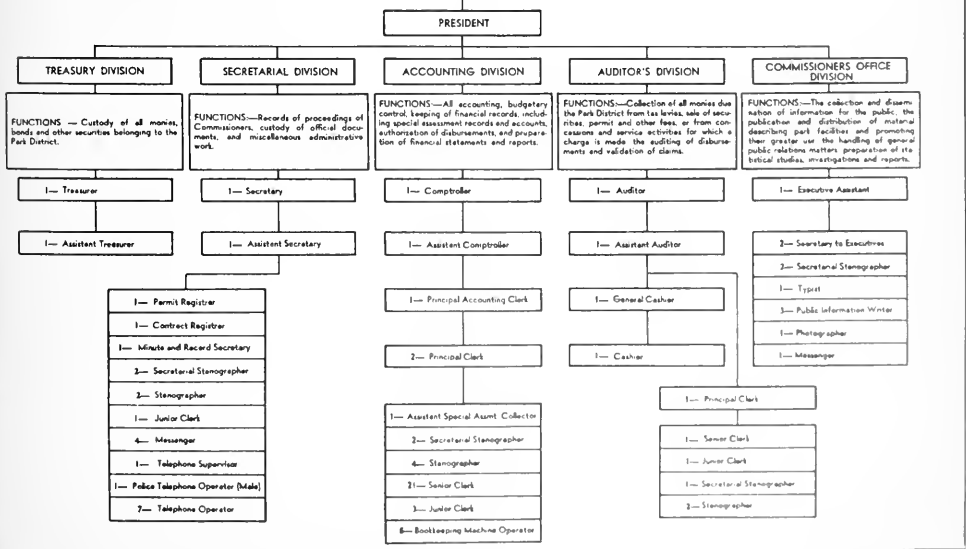 PRESIDENT
TREASURY DIVISION
FUNCTIONS — Custody of all monies,
bonds and other securities belonging to the
Park District.
1— Treasurer
1— Assistant Treasurer
SECRETARIAL DIVISION
FUNCTIONS:—Records of proceedings of
Commissioners, custody of official docu-
ments, and miscellaneous administrative
work.
1— Secretary
1— Assistant Secretary
1— Permit Registrar
1— Contract Registrar
1— Minute and Record Secretary
2— Secretarial Stenographer
2— Stenographer
1— Junior Clerk
4— Messenger
1— Telephone Supervisor
1— Police Telephone Operator (Male)
7— Telephone Operator
ACCOUNTING DIVISION
FUNCTIONS:—All accounting, budgetary
control, keeping of financial records, includ-
ing special assessment records and accounts,
authorization of disbursements, and prepara-
tion of financial statements and reports.
1— Comptroller
1— Assistant Comptroller
1— Principal Accounting Clerk
2— Principal Clerk
1— Assistant Special Assmt. Collector
2— Secretarial Stenographer
4— Stenographer
21— Senior Clerk
3— Junior Clerk
6— Bookkeeping Machine Operator
AUDITOR'S DIVISION
FUNCTIONS:—Collection of all monies due
the Park District from tax levies, sale of secu-
rities, permit and other fees, or from con-
cessions and service activities for which a
charge is made the auditing of disburse-
ments and validation of claims.
1— Auditor
1— Assistant Auditor
1— General Cashier
1— Cashier
1— Principal Clerk
1— Senior Clerk
1— Junior Clerk
1— Secretarial Stenographer
2— Stenographer
COMMISSIONERS OFFICE
DIVISION
FUNCTIONS:—The collection and dissemi
nation of information for the public, the
publication and distribution of material
describing park facilities and promoting
their greater use the handling of general
public relations matters preparation of sta
tistical studies, investigations and reports.
1— Executive Assistant
2— Secretary to Executives
2— Secretarial Stenographer
1— Typist
3— Public Information Writer
1— Photographer
1— Messenger